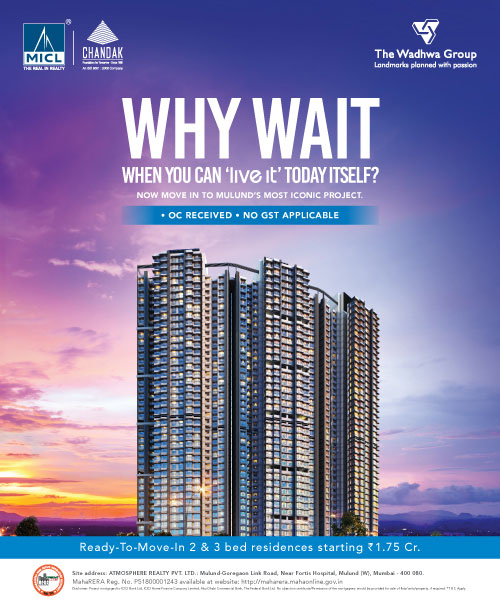 MICL
THE REAL IN REALTY
CHANDAK
The Wadhwa Group
Landmarks planned with passion
WHY WAIT
WHEN YOU CAN 'live it' TODAY ITSELF?
NOW MOVE IN TO MULUND'S MOST ICONIC PROJECT.
• OC RECEIVED • NO GST APPLICABLE
Ready-To-Move-In 2 & 3 bed residences starting ₹1.75 Cr.
Site address: ATMOSPHERE REALTY PVT. LTD.: Mulund-Goregaon Link Road, Near Fortis Hospital, Mulund (W), Mumbai - 400 080.
MahaRERA Reg. No. P51800001243 available at website: http://maharera.mahaonline.gov.in